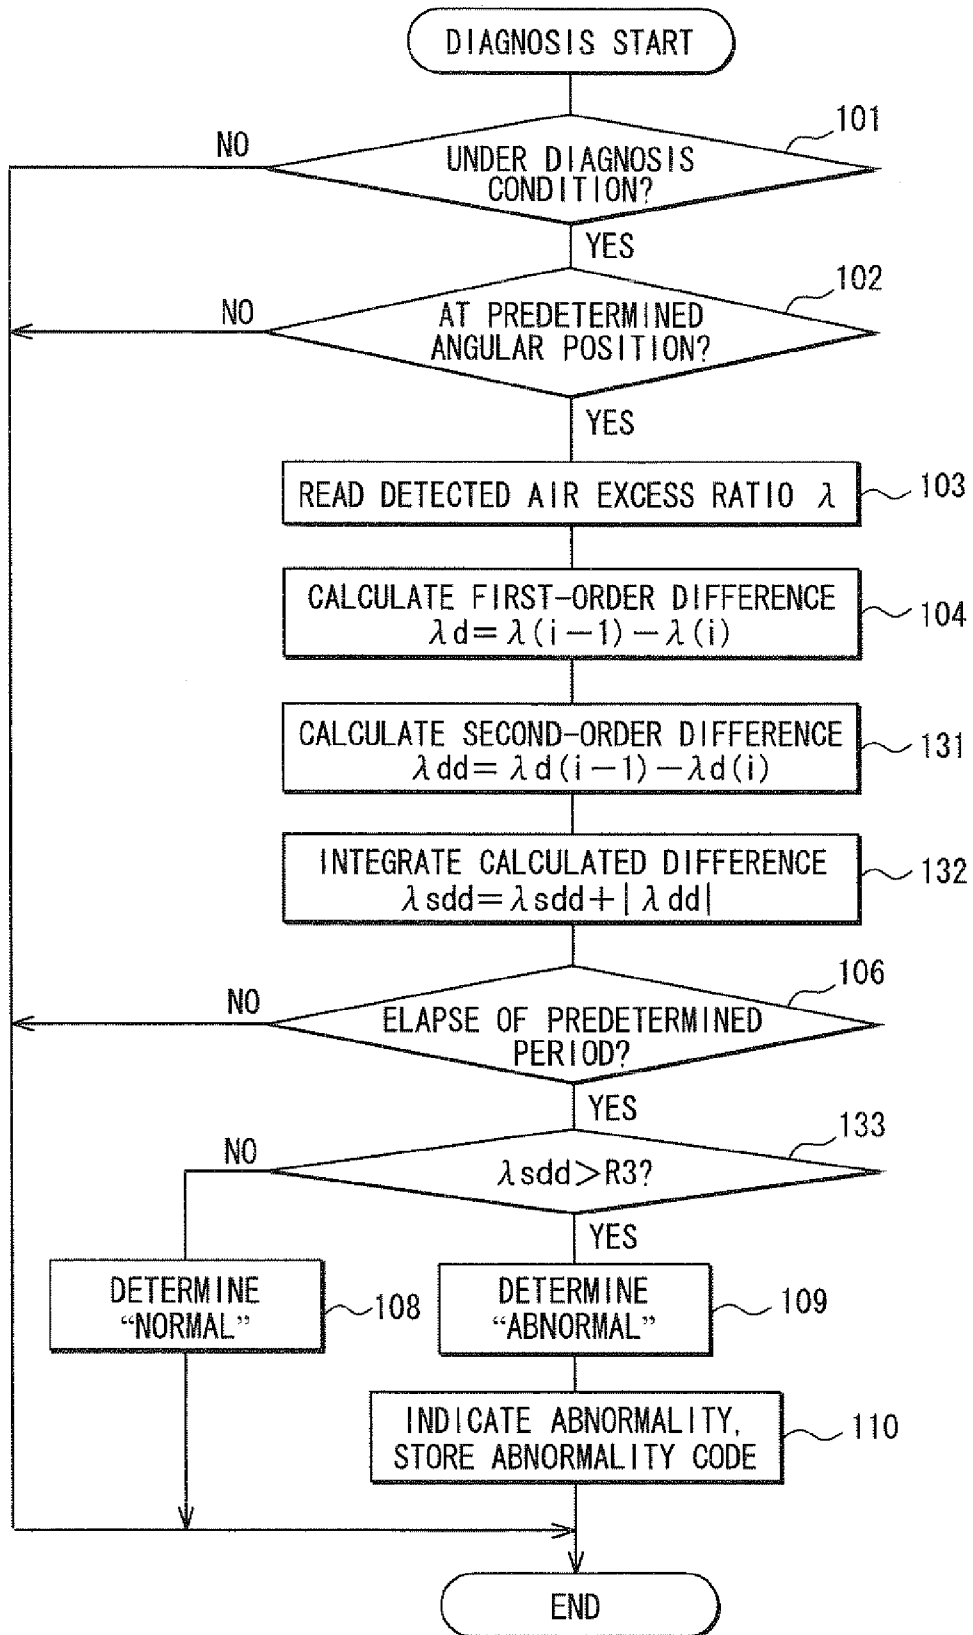 DIAGNOSIS START
101
NO
UNDER DIAGNOSIS
CONDITION?
YES
102
NO
AT PREDETERMINED
ANGULAR POSITION?
YES
READ DETECTED AIR EXCESS RATIO λ
103
CALCULATE FIRST-ORDER DIFFERENCE
λd=λ(i-1)-λ(i)
104
CALCULATE SECOND-ORDER DIFFERENCE
λdd=λd(i-1)-λd(i)
131
INTEGRATE CALCULATED DIFFERENCE
λsdd=λsdd+|λdd|
132
106
NO
ELAPSE OF PREDETERMINED
PERIOD?
YES
133
NO
λsdd>R3?
YES
DETERMINE
“NORMAL”
108
DETERMINE
“ABNORMAL”
109
INDICATE ABNORMALITY,
STORE ABNORMALITY CODE
110
END